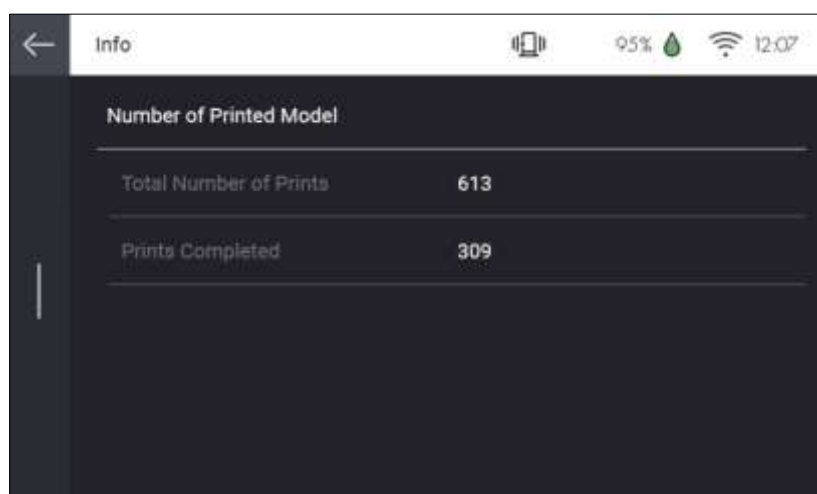 Info 95% 12:07
Number of Printed Model
Total Number of Prints 613
Prints Completed 309